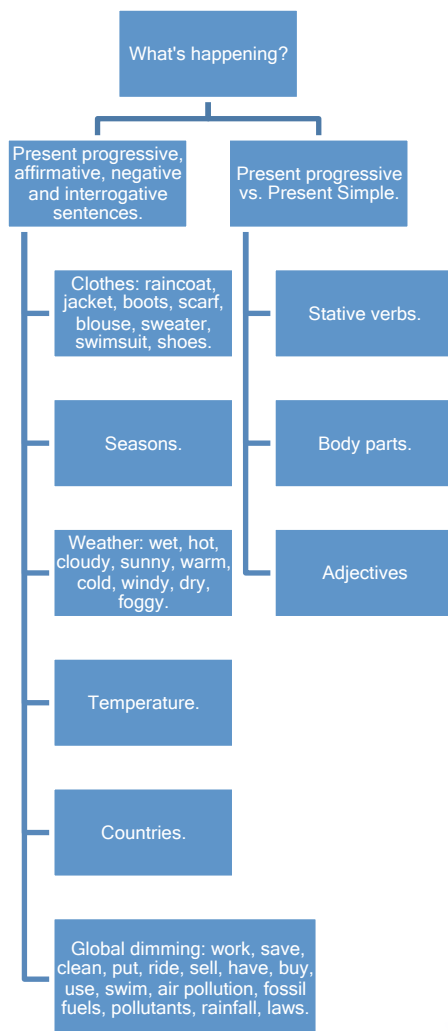 What's happening?
Present progressive,
affirmative, negative
and interrogative
sentences.
Clothes: raincoat,
jacket, boots, scarf,
blouse, sweater,
swimsuit, shoes.
Seasons.
Weather: wet, hot,
cloudy, sunny, warm,
cold, windy, dry,
foggy.
Temperature.
Countries.
Global dimming: work, save,
clean, put, ride, sell, have, buy,
use, swim, air pollution, fossil
fuels, pollutants, rainfall, laws.
Present progressive
vs. Present Simple.
Stative verbs.
Body parts.
Adjectives